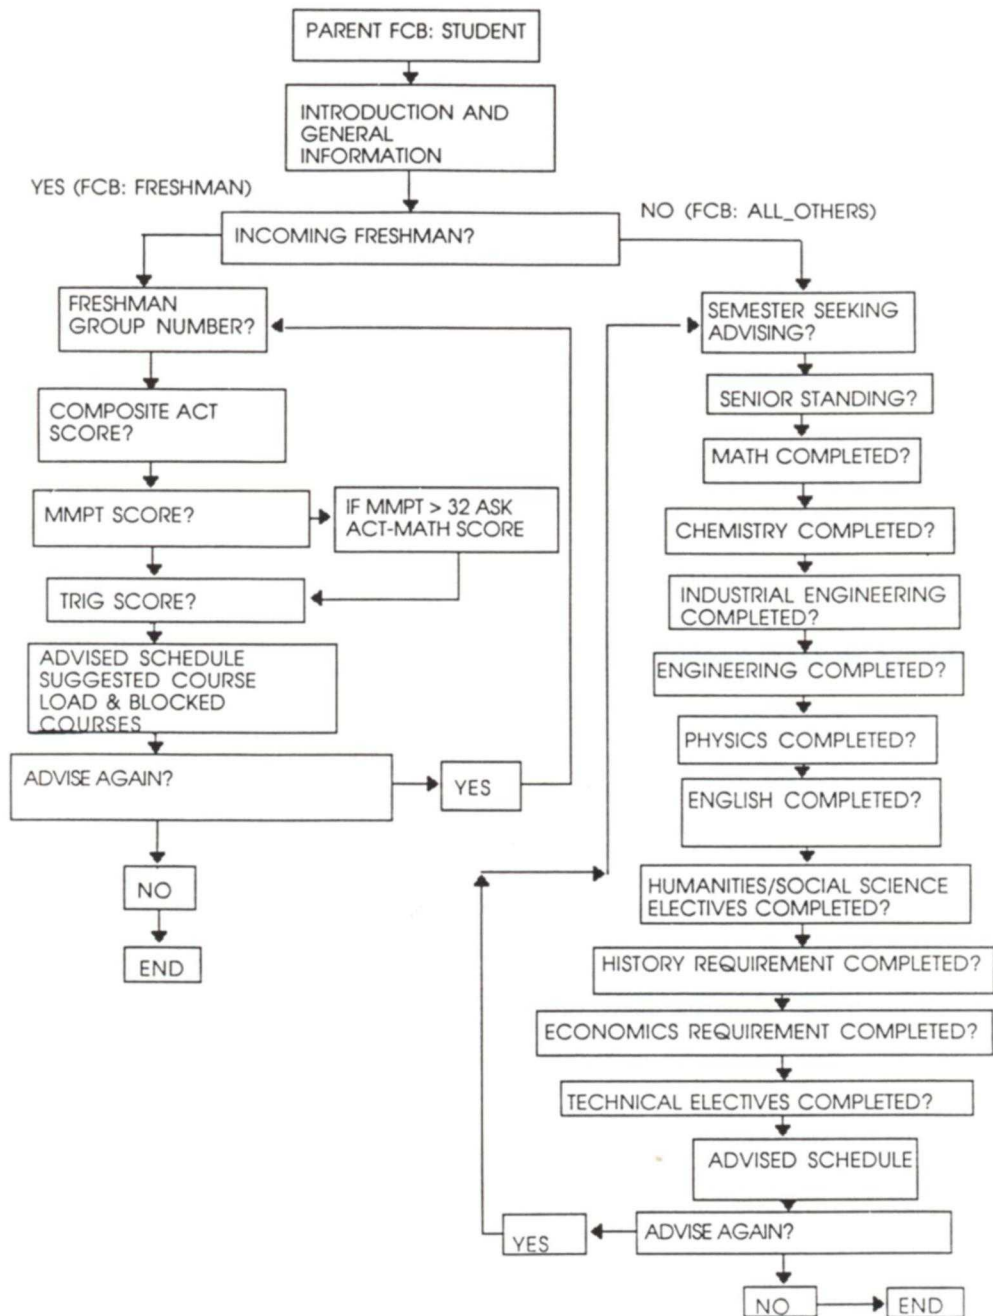 PARENT FCB: STUDENT
INTRODUCTION AND
GENERAL
INFORMATION
YES (FCB: FRESHMAN)
NO (FCB: ALL_OTHERS)
INCOMING FRESHMAN?
FRESHMAN
GROUP NUMBER?
COMPOSITE ACT
SCORE?
MMPT SCORE?
IF MMPT > 32 ASK
ACT-MATH SCORE
TRIG SCORE?
ADVISED SCHEDULE
SUGGESTED COURSE
LOAD & BLOCKED
COURSES
ADVISE AGAIN?
YES
NO
END
SEMESTER SEEKING
ADVISING?
SENIOR STANDING?
MATH COMPLETED?
CHEMISTRY COMPLETED?
INDUSTRIAL ENGINEERING
COMPLETED?
ENGINEERING COMPLETED?
PHYSICS COMPLETED?
ENGLISH COMPLETED?
HUMANITIES/SOCIAL SCIENCE
ELECTIVES COMPLETED?
HISTORY REQUIREMENT COMPLETED?
ECONOMICS REQUIREMENT COMPLETED?
TECHNICAL ELECTIVES COMPLETED?
ADVISED SCHEDULE
ADVISE AGAIN?
YES
NO
END